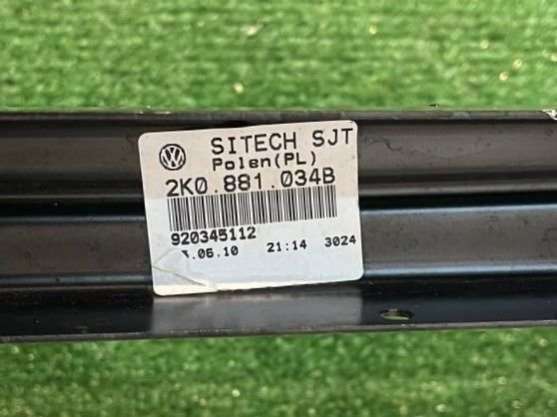 SITECH SJT
Polen(PL)
2K0.881.034B
920345112
.06.10 21:14 3024